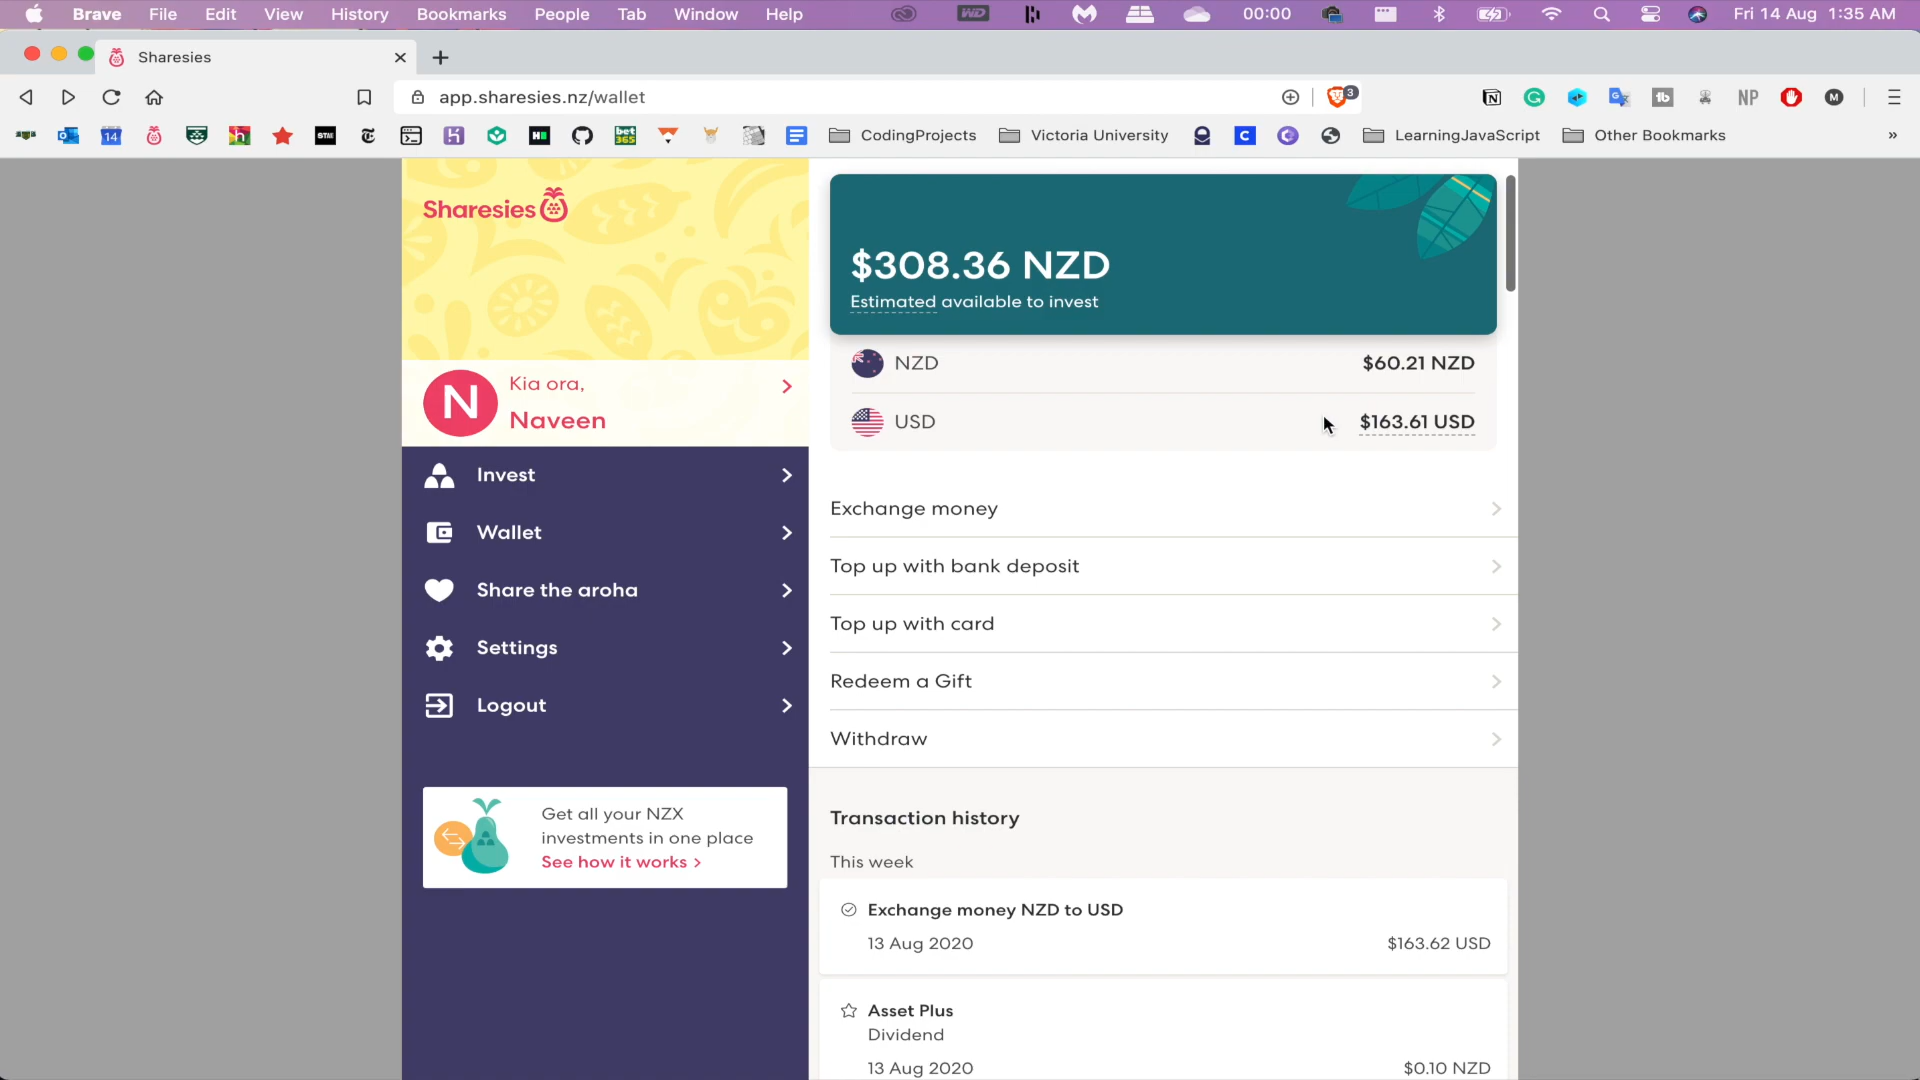 Brave File Edit View History Bookmarks People Tab Window Help WD 00:00 Fri 14 Aug 1:35 AM
Sharesies
app.sharesies.nz/wallet 3 NP M
14 h STAR bet365 CodingProjects Victoria University C LearningJavaScript Other Bookmarks »
Sharesies
Kia ora,
N Naveen
Invest
Wallet
Share the aroha
Settings
Logout
Get all your NZX
investments in one place
See how it works >
$308.36 NZD
Estimated available to invest
NZD $60.21 NZD
USD $163.61 USD
Exchange money
Top up with bank deposit
Top up with card
Redeem a Gift
Withdraw
Transaction history
This week
Exchange money NZD to USD
13 Aug 2020 $163.62 USD
Asset Plus
Dividend
13 Aug 2020 $0.10 NZD